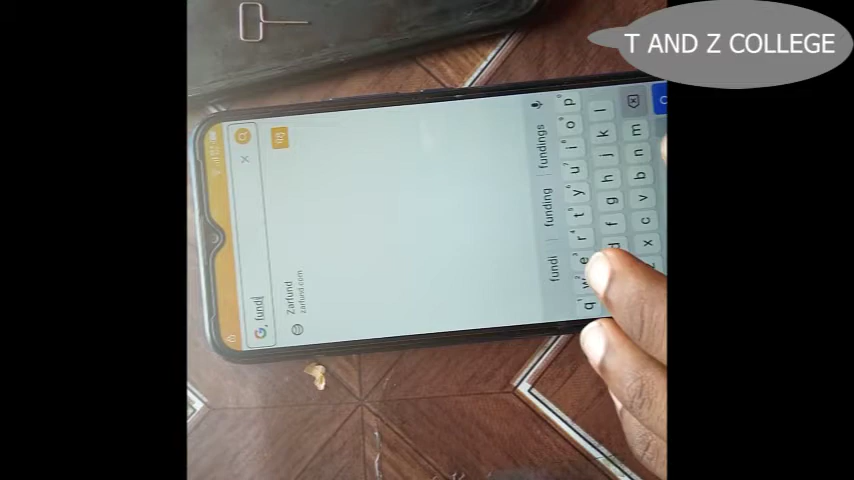 T AND Z COLLEGE
fundi
Zarfund
zarfund.com
fundi
funding
fundings
q w e r t y u i o p
d f g h j k l
x c v b n m